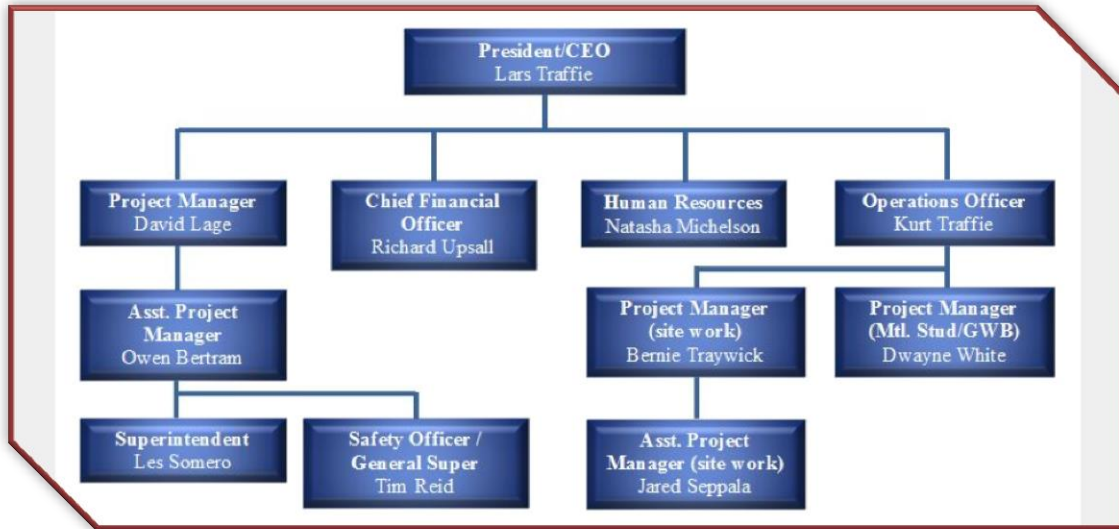 President/CEO
Lars Traffie
Project Manager
David Lage
Chief Financial
Officer
Richard Upsall
Human Resources
Natasha Michelson
Operations Officer
Kurt Traffie
Asst. Project
Manager
Owen Bertram
Project Manager
(site work)
Bernie Traywick
Project Manager
(Mtl. Stud/GWB)
Dwayne White
Superintendent
Les Somero
Safety Officer /
General Super
Tim Reid
Asst. Project
Manager (site work)
Jared Seppala